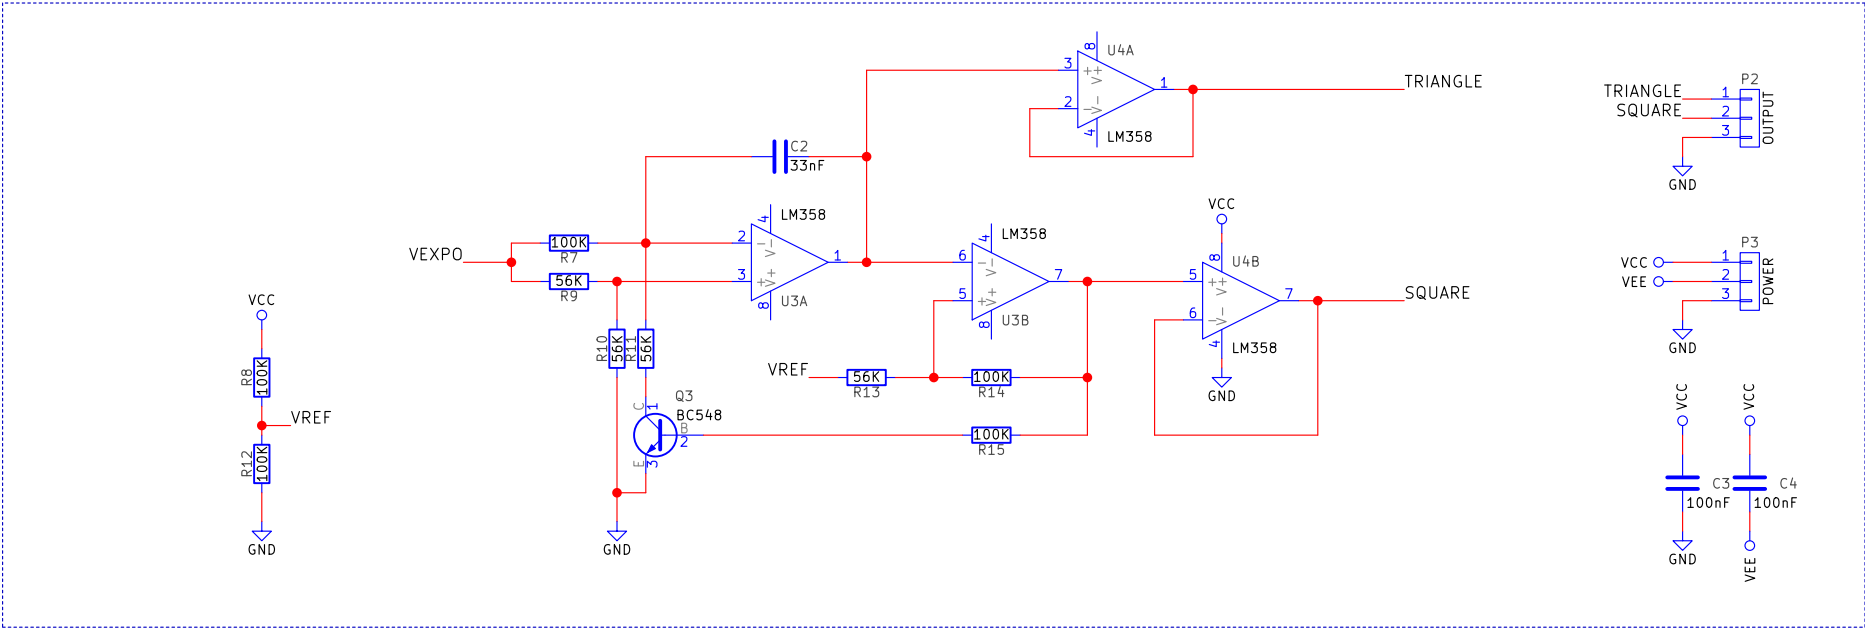 8
U4A
3
+
+
V
1
TRIANGLE
2
−
V
−
4
LM358
C2
33nF
P2
TRIANGLE
1
SQUARE
2
3
OUTPUT
GND
4
LM358
VEXPO
100K
R7
2
−
V
−
1
56K
R9
3
+
V
+
8
U3A
4
LM358
6
−
V
−
7
5
+
V
+
8
U3B
VCC
8
U4B
5
+
+
V
7
SQUARE
6
−
V
−
4
LM358
GND
P3
VCC
1
VEE
2
3
POWER
GND
VCC
R8
100K
VREF
R12
100K
GND
R10
56K
R11
56K
VREF
56K
R13
100K
R14
Q3
C
1
BC548
B
2
E
3
100K
R15
GND
VCC
VCC
C3
100nF
C4
100nF
GND
VEE